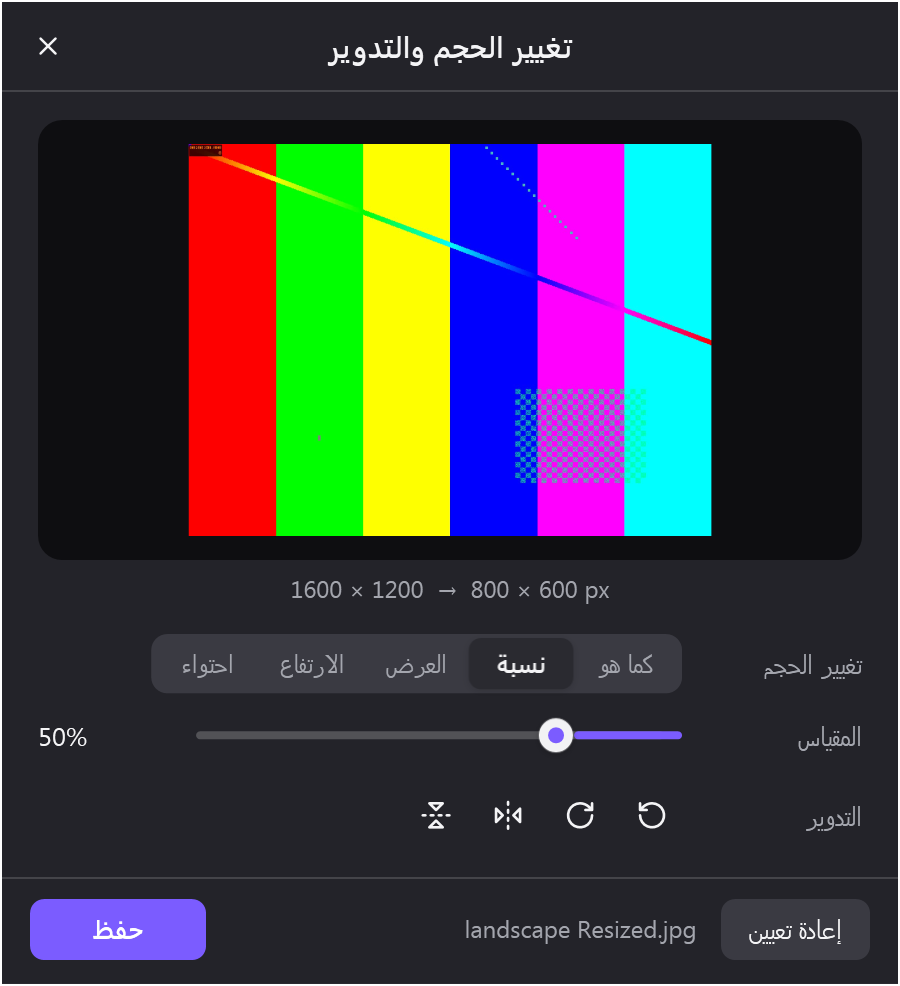 تغيير الحجم والتدوير
1600 × 1200 → 800 × 600 px
تغيير الحجم كما هو نسبة العرض الارتفاع احتواء
المقياس 50%
التدوير
إعادة تعيين landscape Resized.jpg حفظ